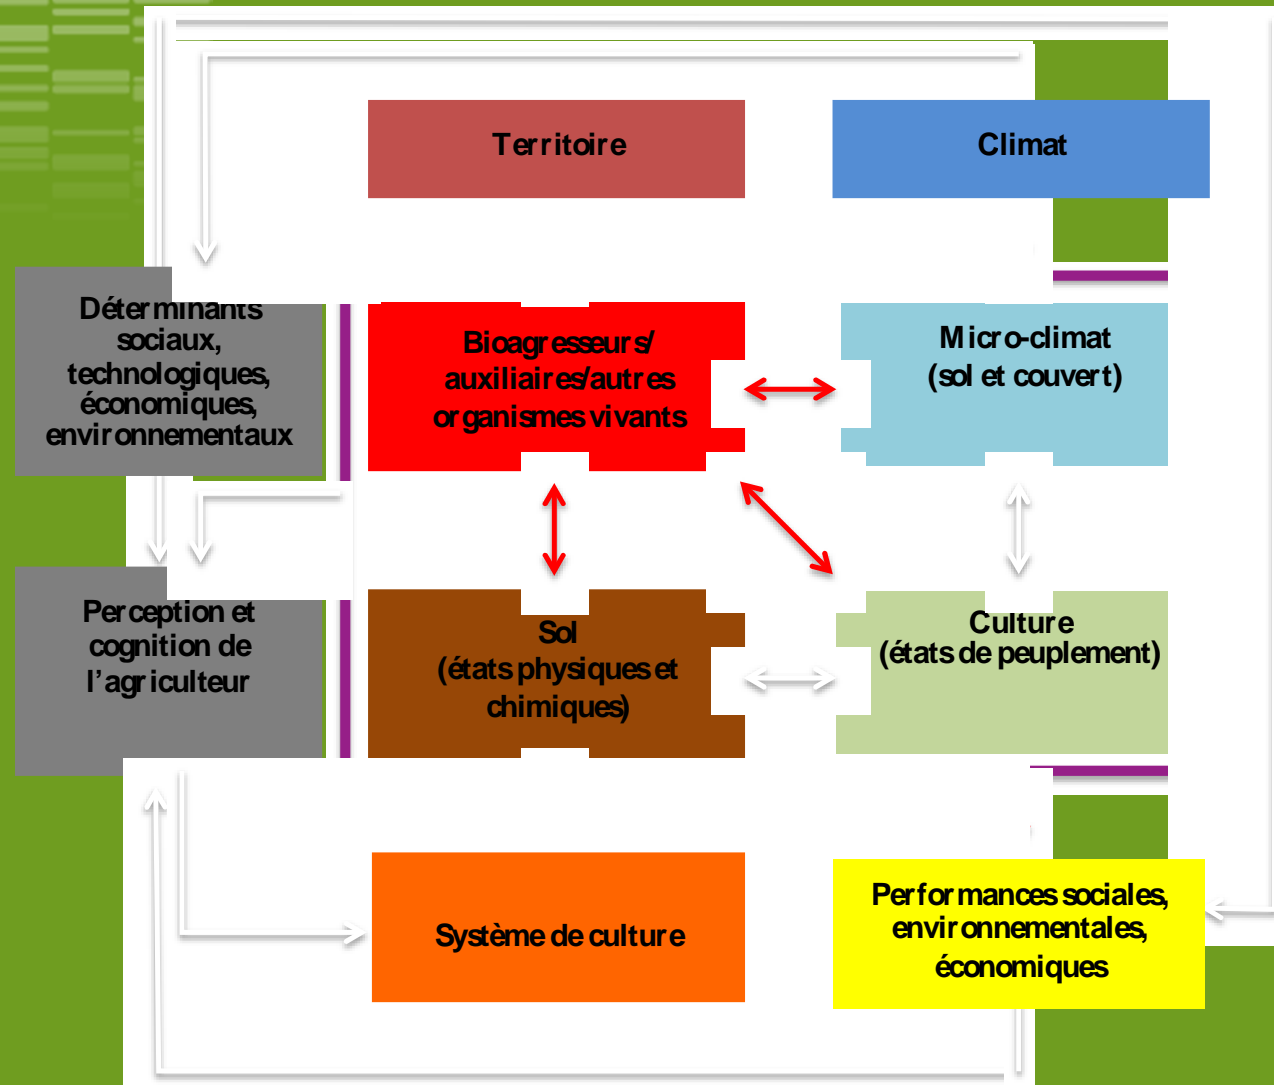 Territoire
Climat
Déterminants
sociaux,
technologiques,
économiques,
environnementaux
Bioagresseurs/
auxiliaires/autres
organismes vivants
Micro-climat
(sol et couvert)
Perception et
cognition de
l'agriculteur
Sol
(états physiques et
chimiques)
Culture
(états de peuplement)
Système de culture
Performances sociales,
environnementales,
économiques